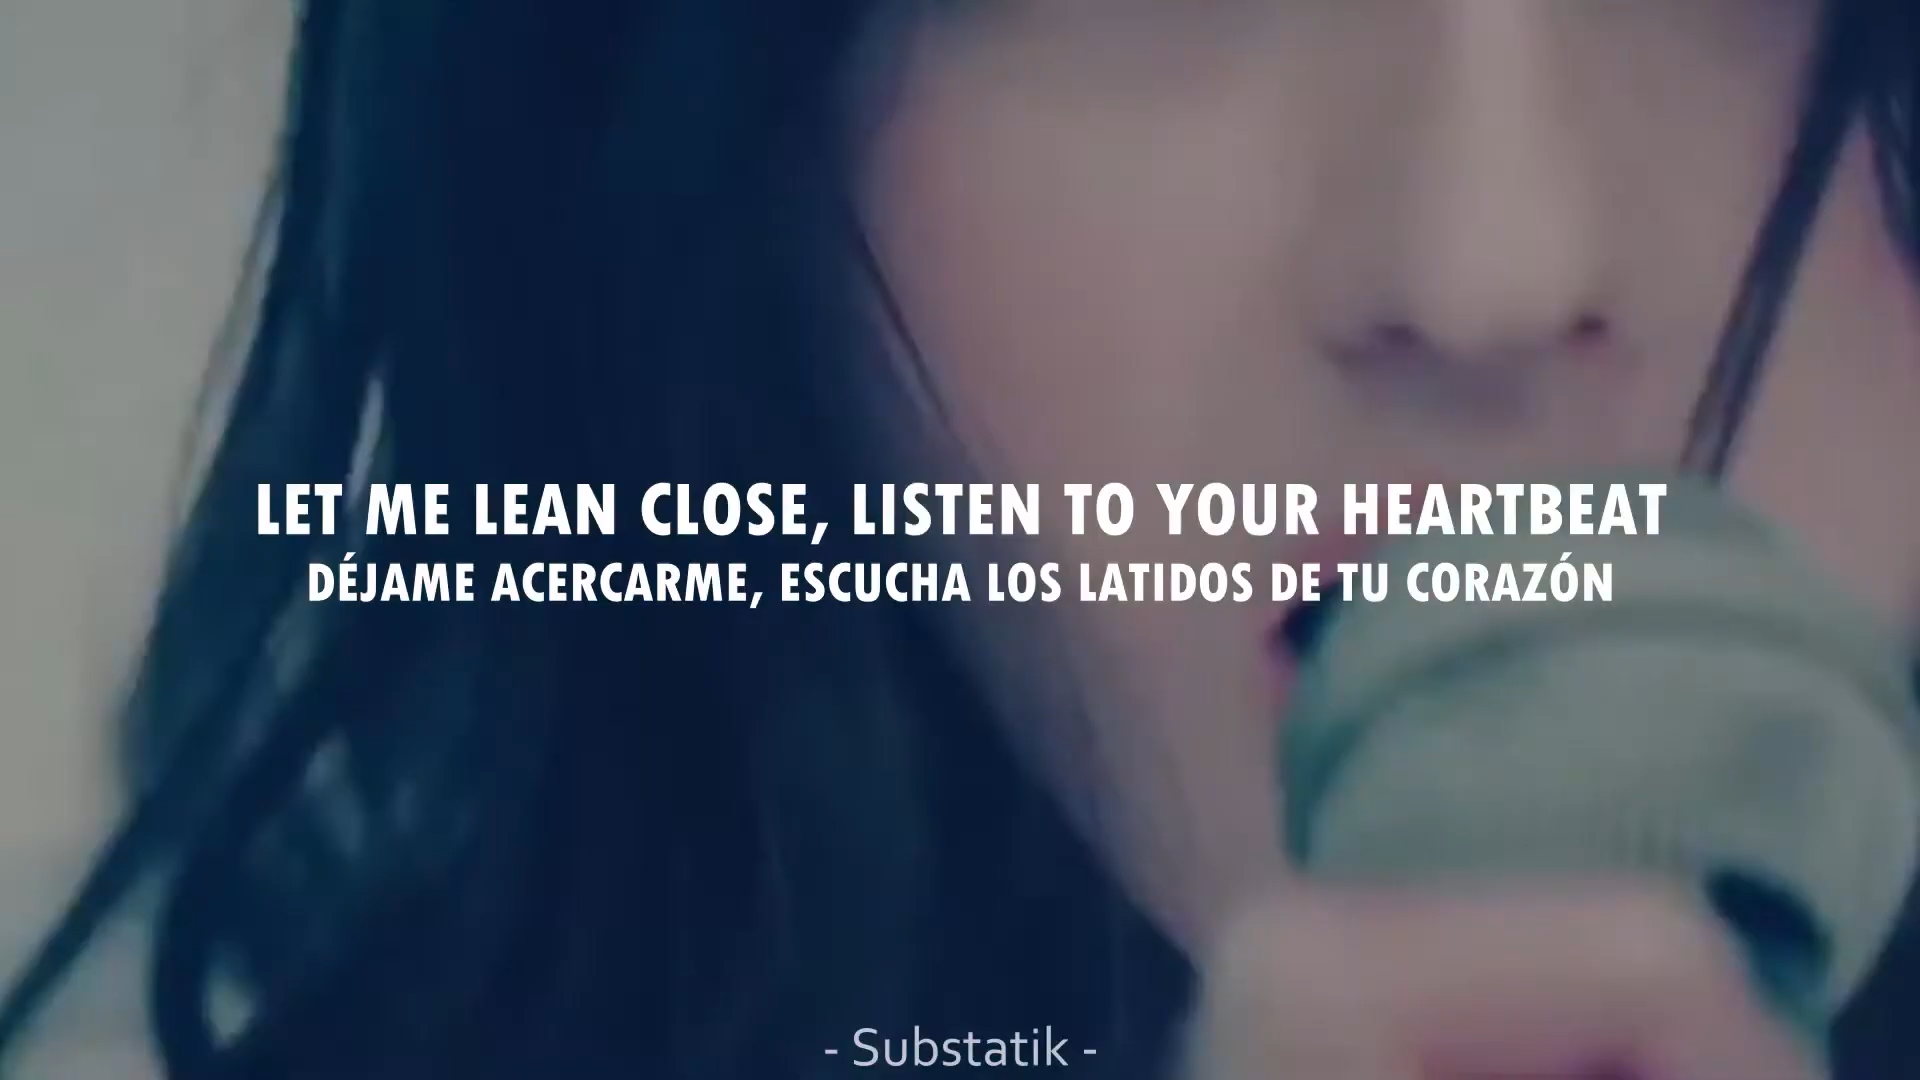 LET ME LEAN CLOSE, LISTEN TO YOUR HEARTBEAT
DÉJAME ACERCARME, ESCUCHA LOS LATIDOS DE TU CORAZÓN
- Substatik -